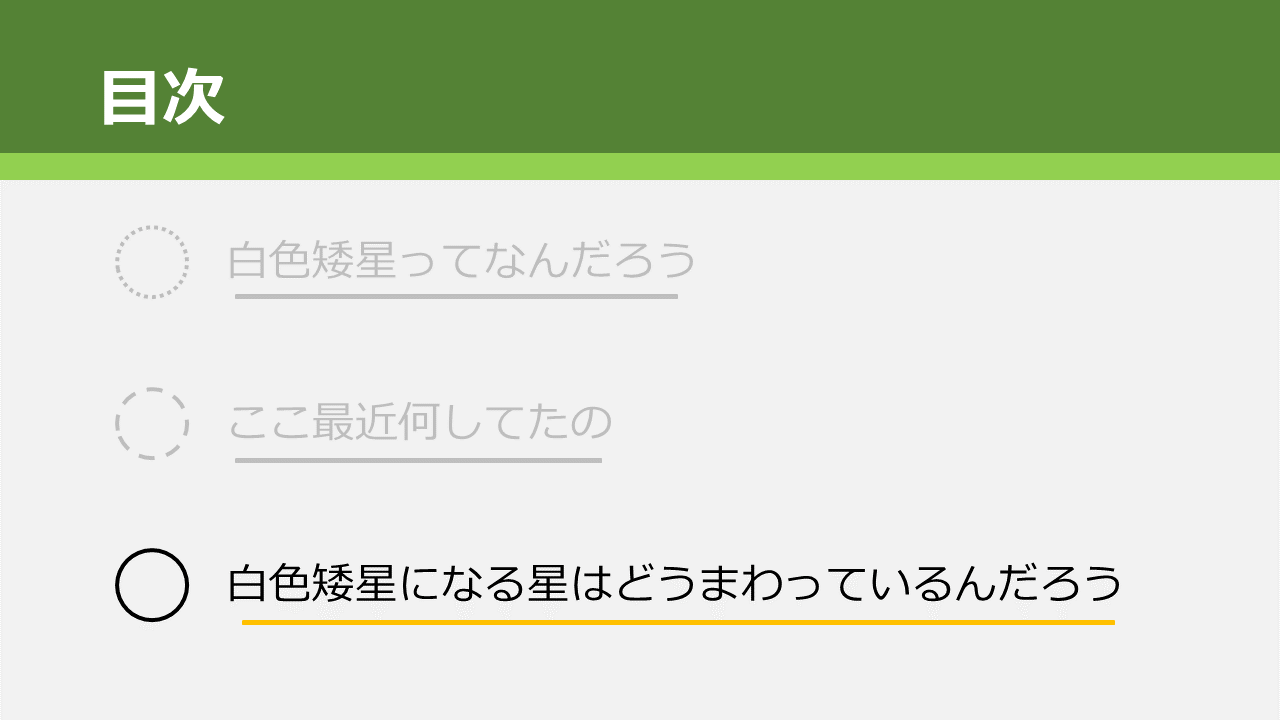 目次
白色矮星ってなんだろう
ここ最近何してたの
白色矮星になる星はどうまわっているんだろう